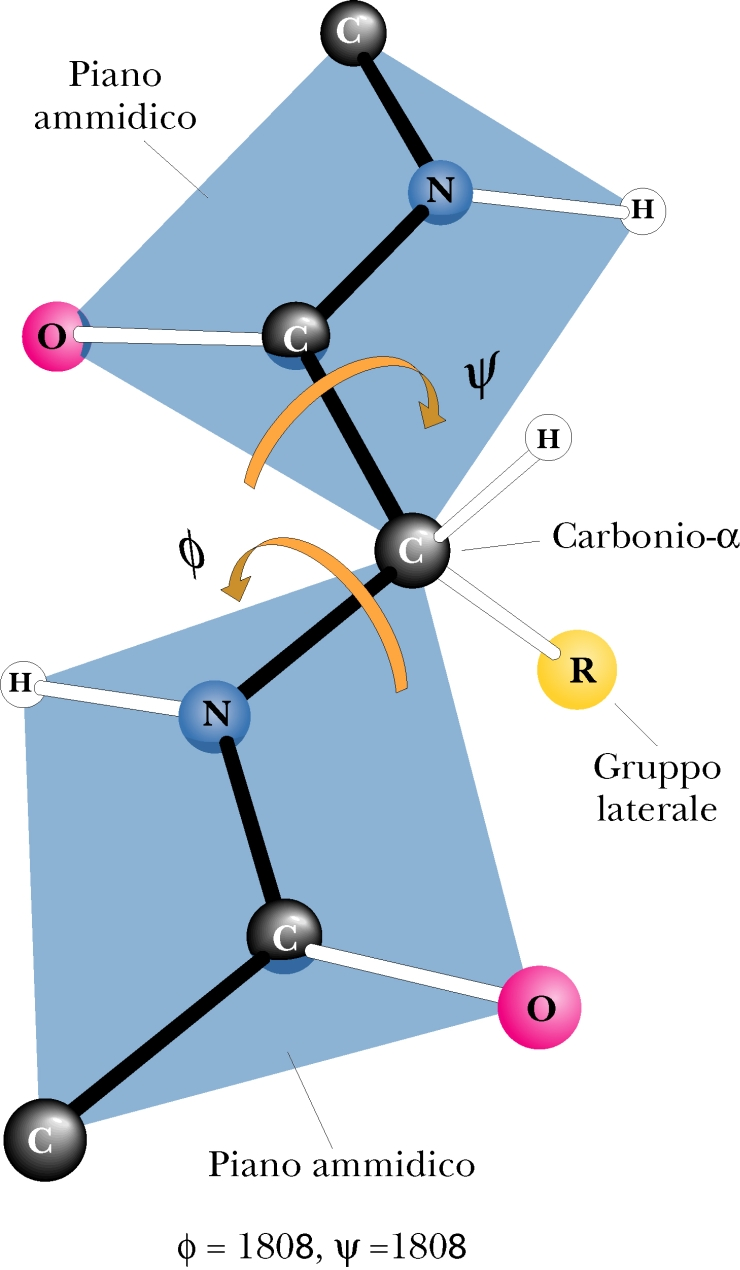 C
Piano
ammidico
N
H
O
C
ψ
H
ϕ
C
Carbonio-α
H
R
N
Gruppo
laterale
C
O
C
Piano ammidico
ϕ = 1808, ψ =1808